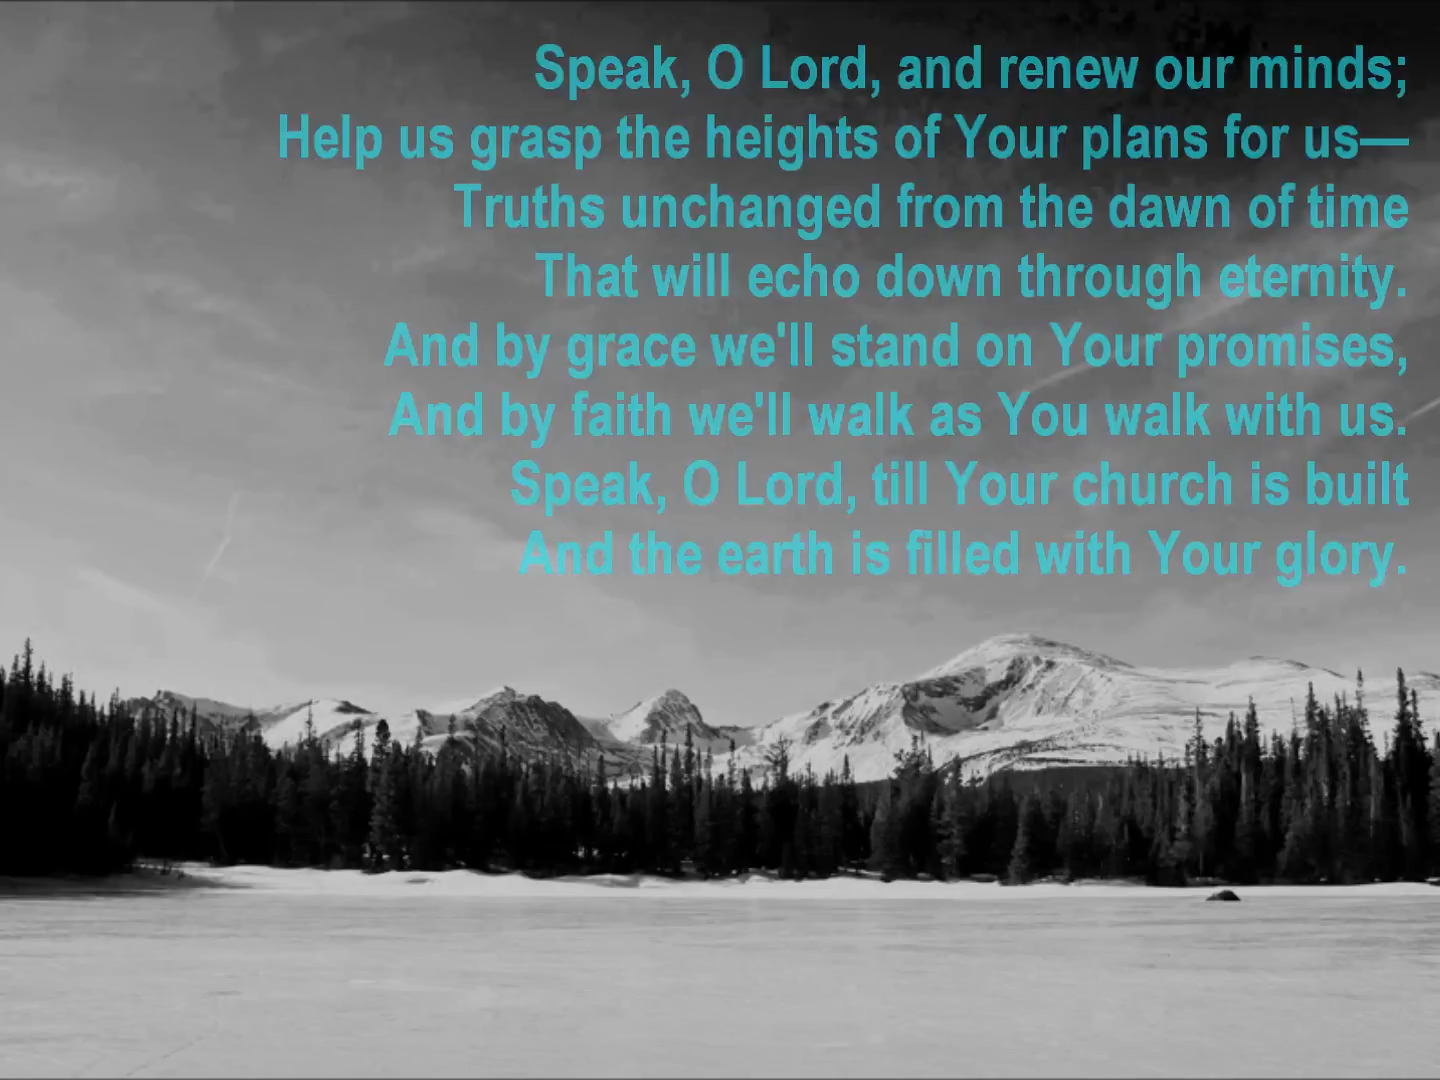 Speak, O Lord, and renew our minds;
Help us grasp the heights of Your plans for us—
Truths unchanged from the dawn of time
That will echo down through eternity.
And by grace we'll stand on Your promises,
And by faith we'll walk as You walk with us.
Speak, O Lord, till Your church is built
And the earth is filled with Your glory.